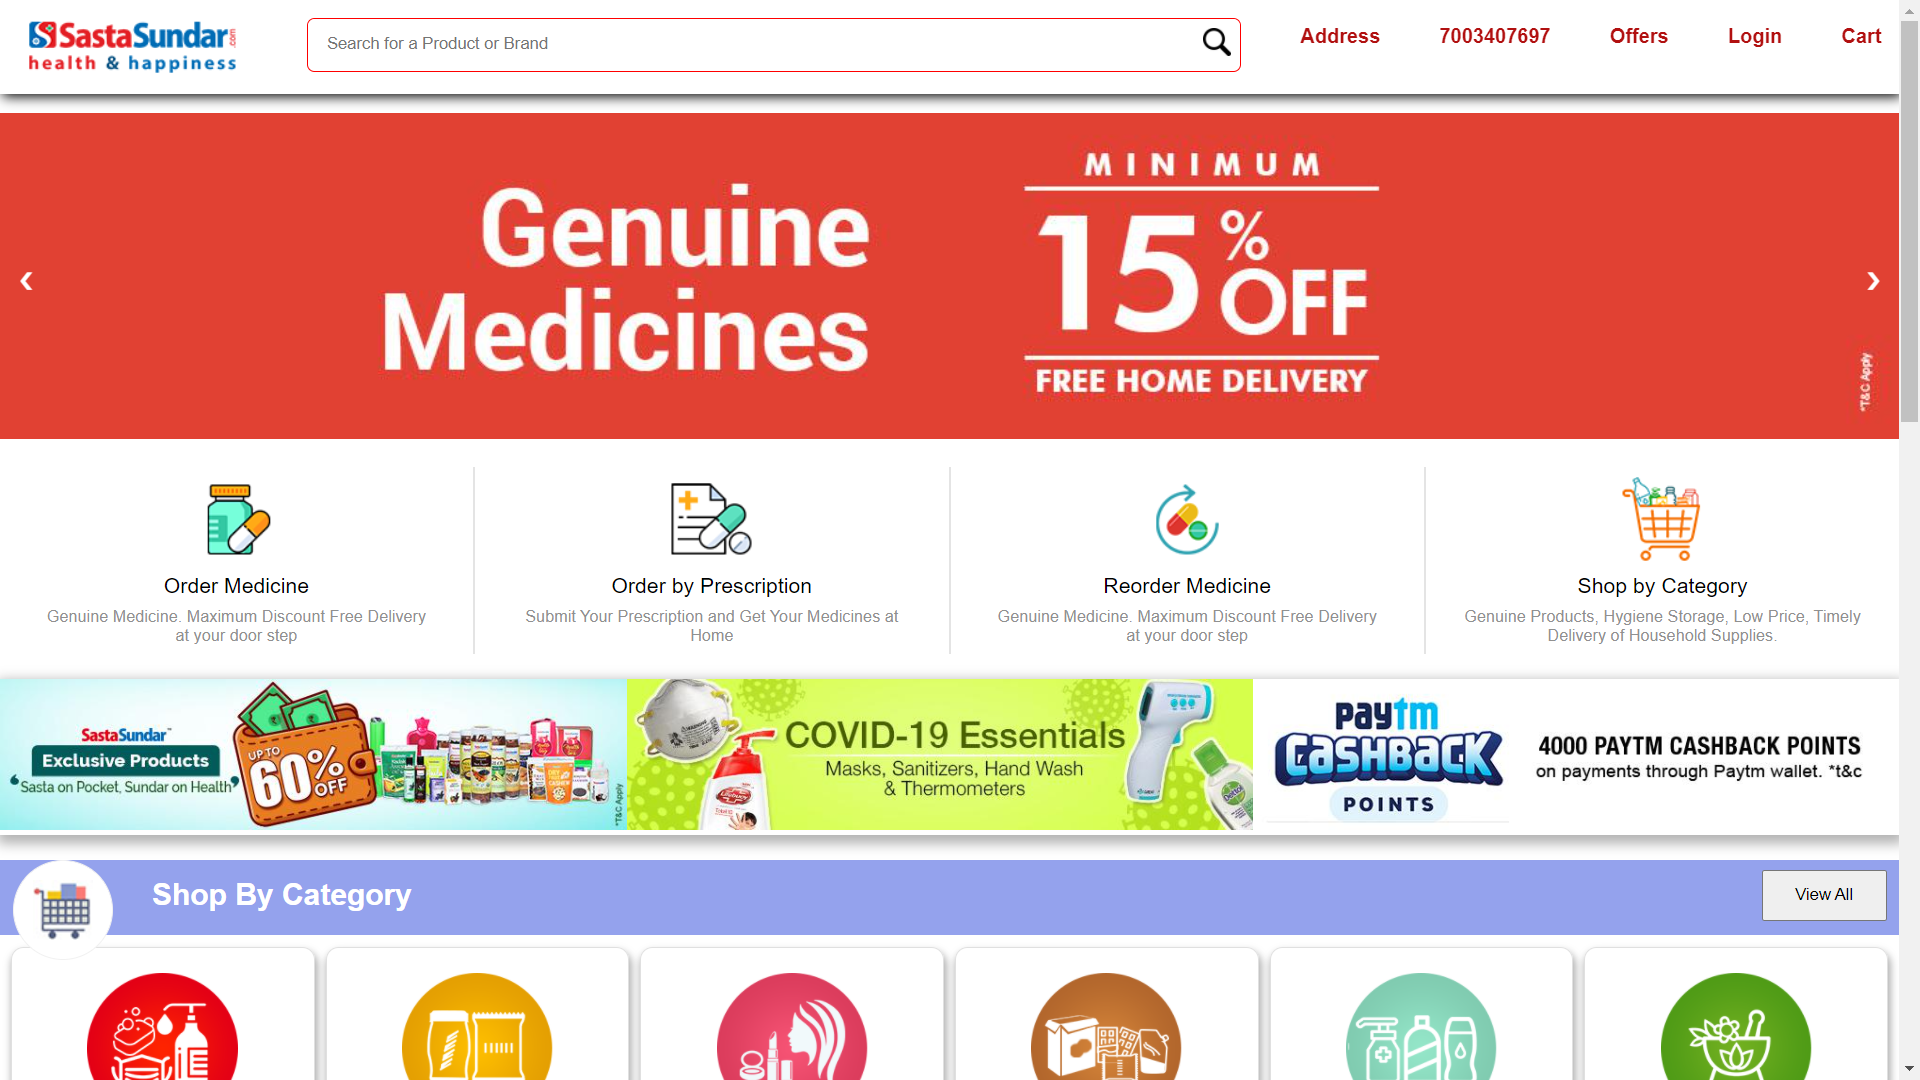 SastaSundar.com
health & happiness
Search for a Product or Brand
Address
7003407697
Offers
Login
Cart
Genuine
Medicines
MINIMUM
15% OFF
FREE HOME DELIVERY
*T&C Apply
Order Medicine
Genuine Medicine. Maximum Discount Free Delivery
at your door step
Order by Prescription
Submit Your Prescription and Get Your Medicines at
Home
Reorder Medicine
Genuine Medicine. Maximum Discount Free Delivery
at your door step
Shop by Category
Genuine Products, Hygiene Storage, Low Price, Timely
Delivery of Household Supplies.
SastaSundar™
Exclusive Products
‘Sasta on Pocket, Sundar on Health’
UP TO
60% OFF
*T&C Apply
COVID-19 Essentials
Masks, Sanitizers, Hand Wash
& Thermometers
Lifebuoy
Dettol
paytm
CASHBACK
POINTS
4000 PAYTM CASHBACK POINTS
on payments through Paytm wallet. *t&c
Shop By Category
View All